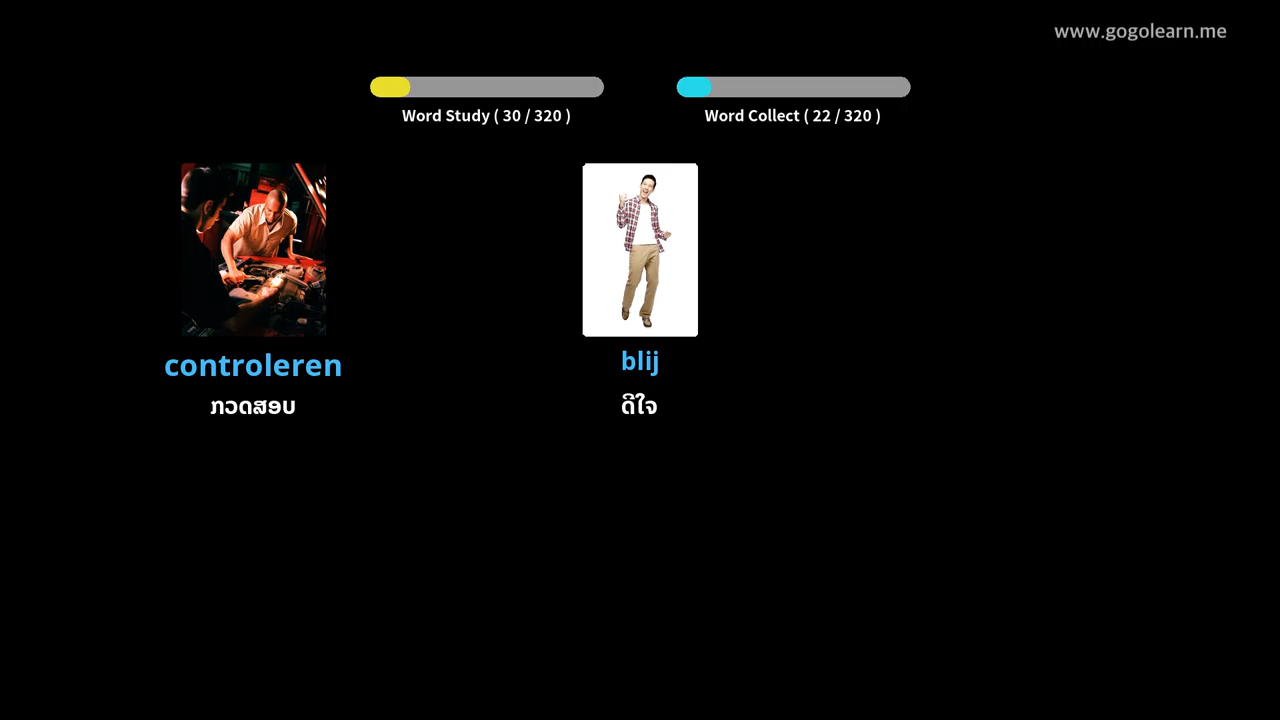 www.gogolearn.me
Word Study ( 30 / 320 )
Word Collect ( 22 / 320 )
controleren
ກວດສອບ
blij
ດີໃຈ